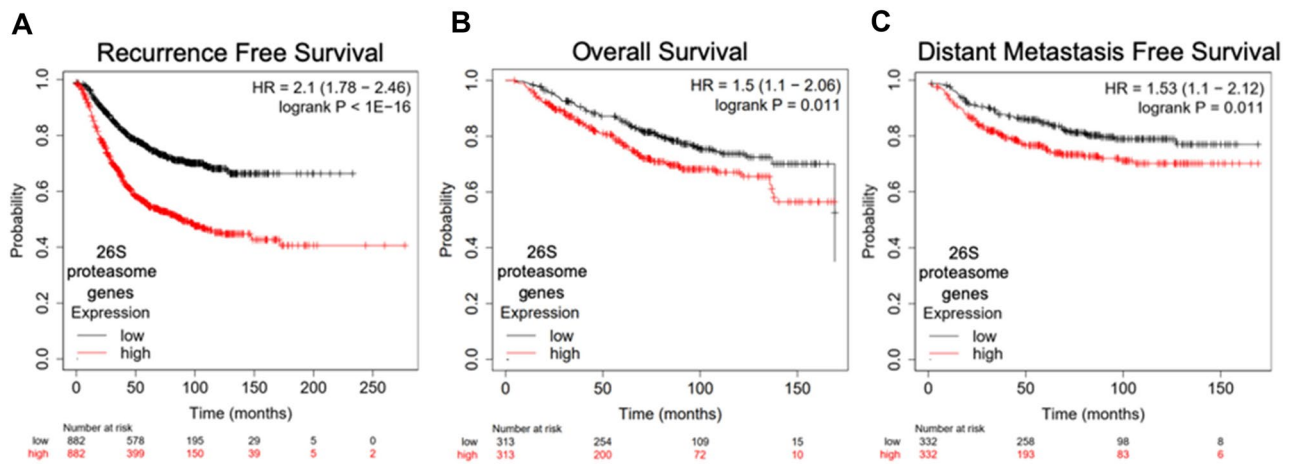 A
Recurrence Free Survival
HR = 2.1 (1.78 − 2.46)
logrank P < 1E−16
Probability
1.0
0.8
0.6
0.4
0.2
0.0
26S
proteasome
genes
Expression
low
high
0 50 100 150 200 250
Time (months)
Number at risk
low 882 578 195 29 5 0
high 882 399 150 39 5 2
B
Overall Survival
HR = 1.5 (1.1 − 2.06)
logrank P = 0.011
Probability
1.0
0.8
0.6
0.4
0.2
0.0
26S
proteasome
genes
Expression
low
high
0 50 100 150
Time (months)
Number at risk
low 313 254 109 15
high 313 200 72 10
C
Distant Metastasis Free Survival
HR = 1.53 (1.1 − 2.12)
logrank P = 0.011
Probability
1.0
0.8
0.6
0.4
0.2
0.0
26S
proteasome
genes
Expression
low
high
0 50 100 150
Time (months)
Number at risk
low 332 258 98 8
high 332 193 83 6